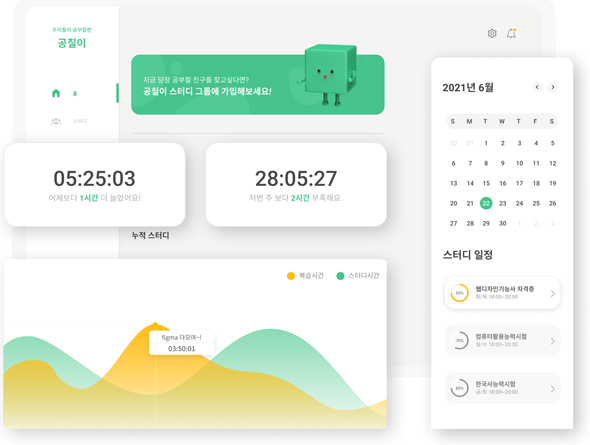 우리들의 공부칠판
공칠이
홈
지금 당장 공부할 친구를 찾고싶다면?
공칠이 스터디 그룹에 가입해보세요!
05:25:03
어제보다 1시간 더 늘었어요!
28:05:27
저번 주 보다 2시간 부족해요.
누적 스터디
복습시간
스터디시간
figma 다모여~!
03:50:01
2021년 6월
S M T W T F S
30 31 1 2 3 4 5
6 7 8 9 10 11 12
13 14 15 16 17 18 19
20 21 22 23 24 25 26
27 28 29 30 1 2 3
스터디 일정
85%
웹디자인기능사 자격증
화/목 18:00~20:00
70%
컴퓨터활용능력시험
월/수 18:00~20:00
85%
한국사능력시험
금/토 18:00~20:00